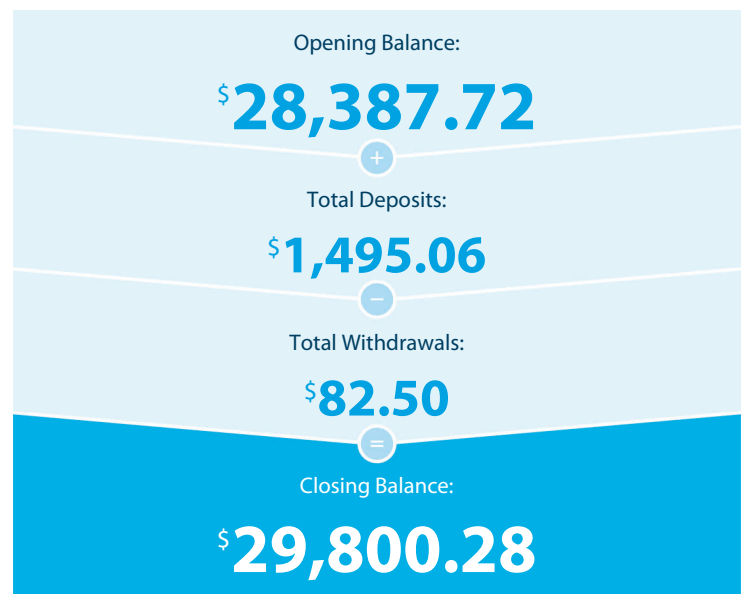 Opening Balance:
$28,387.72
+
Total Deposits:
$1,495.06
−
Total Withdrawals:
$82.50
=
Closing Balance:
$29,800.28